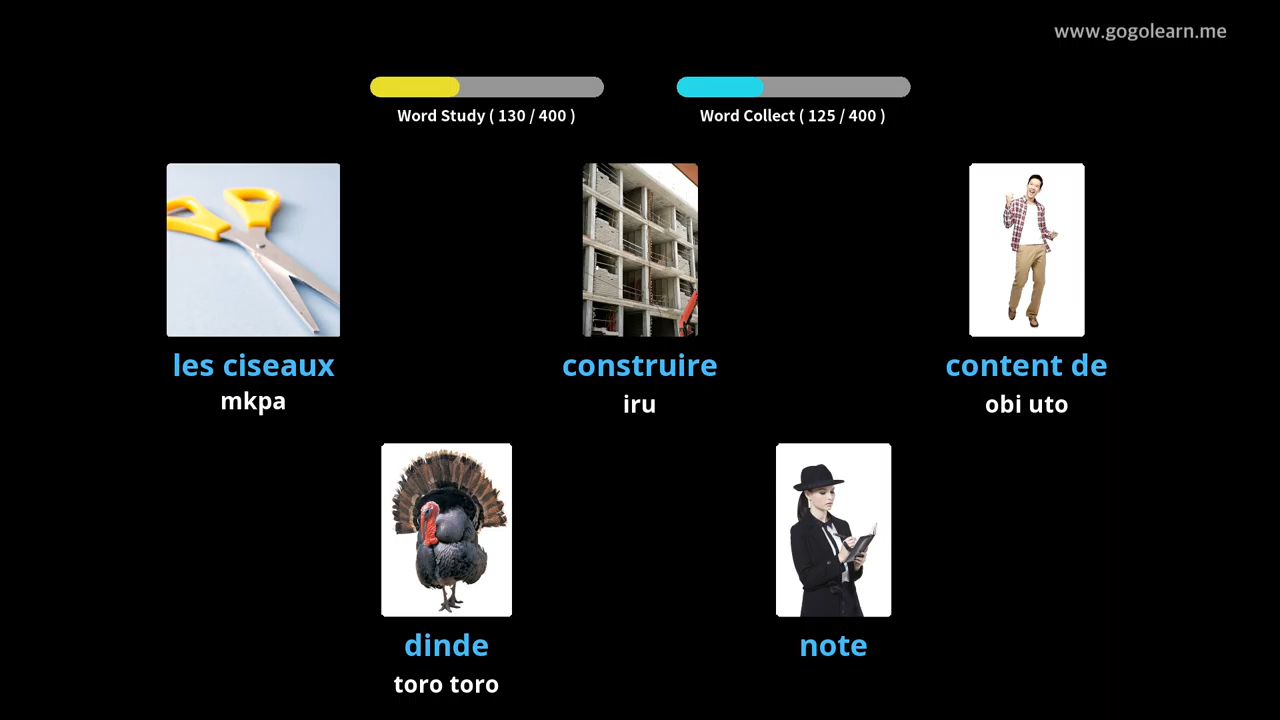 www.gogolearn.me
Word Study ( 130 / 400 )
Word Collect ( 125 / 400 )
les ciseaux
mkpa
construire
iru
content de
obi uto
dinde
toro toro
note